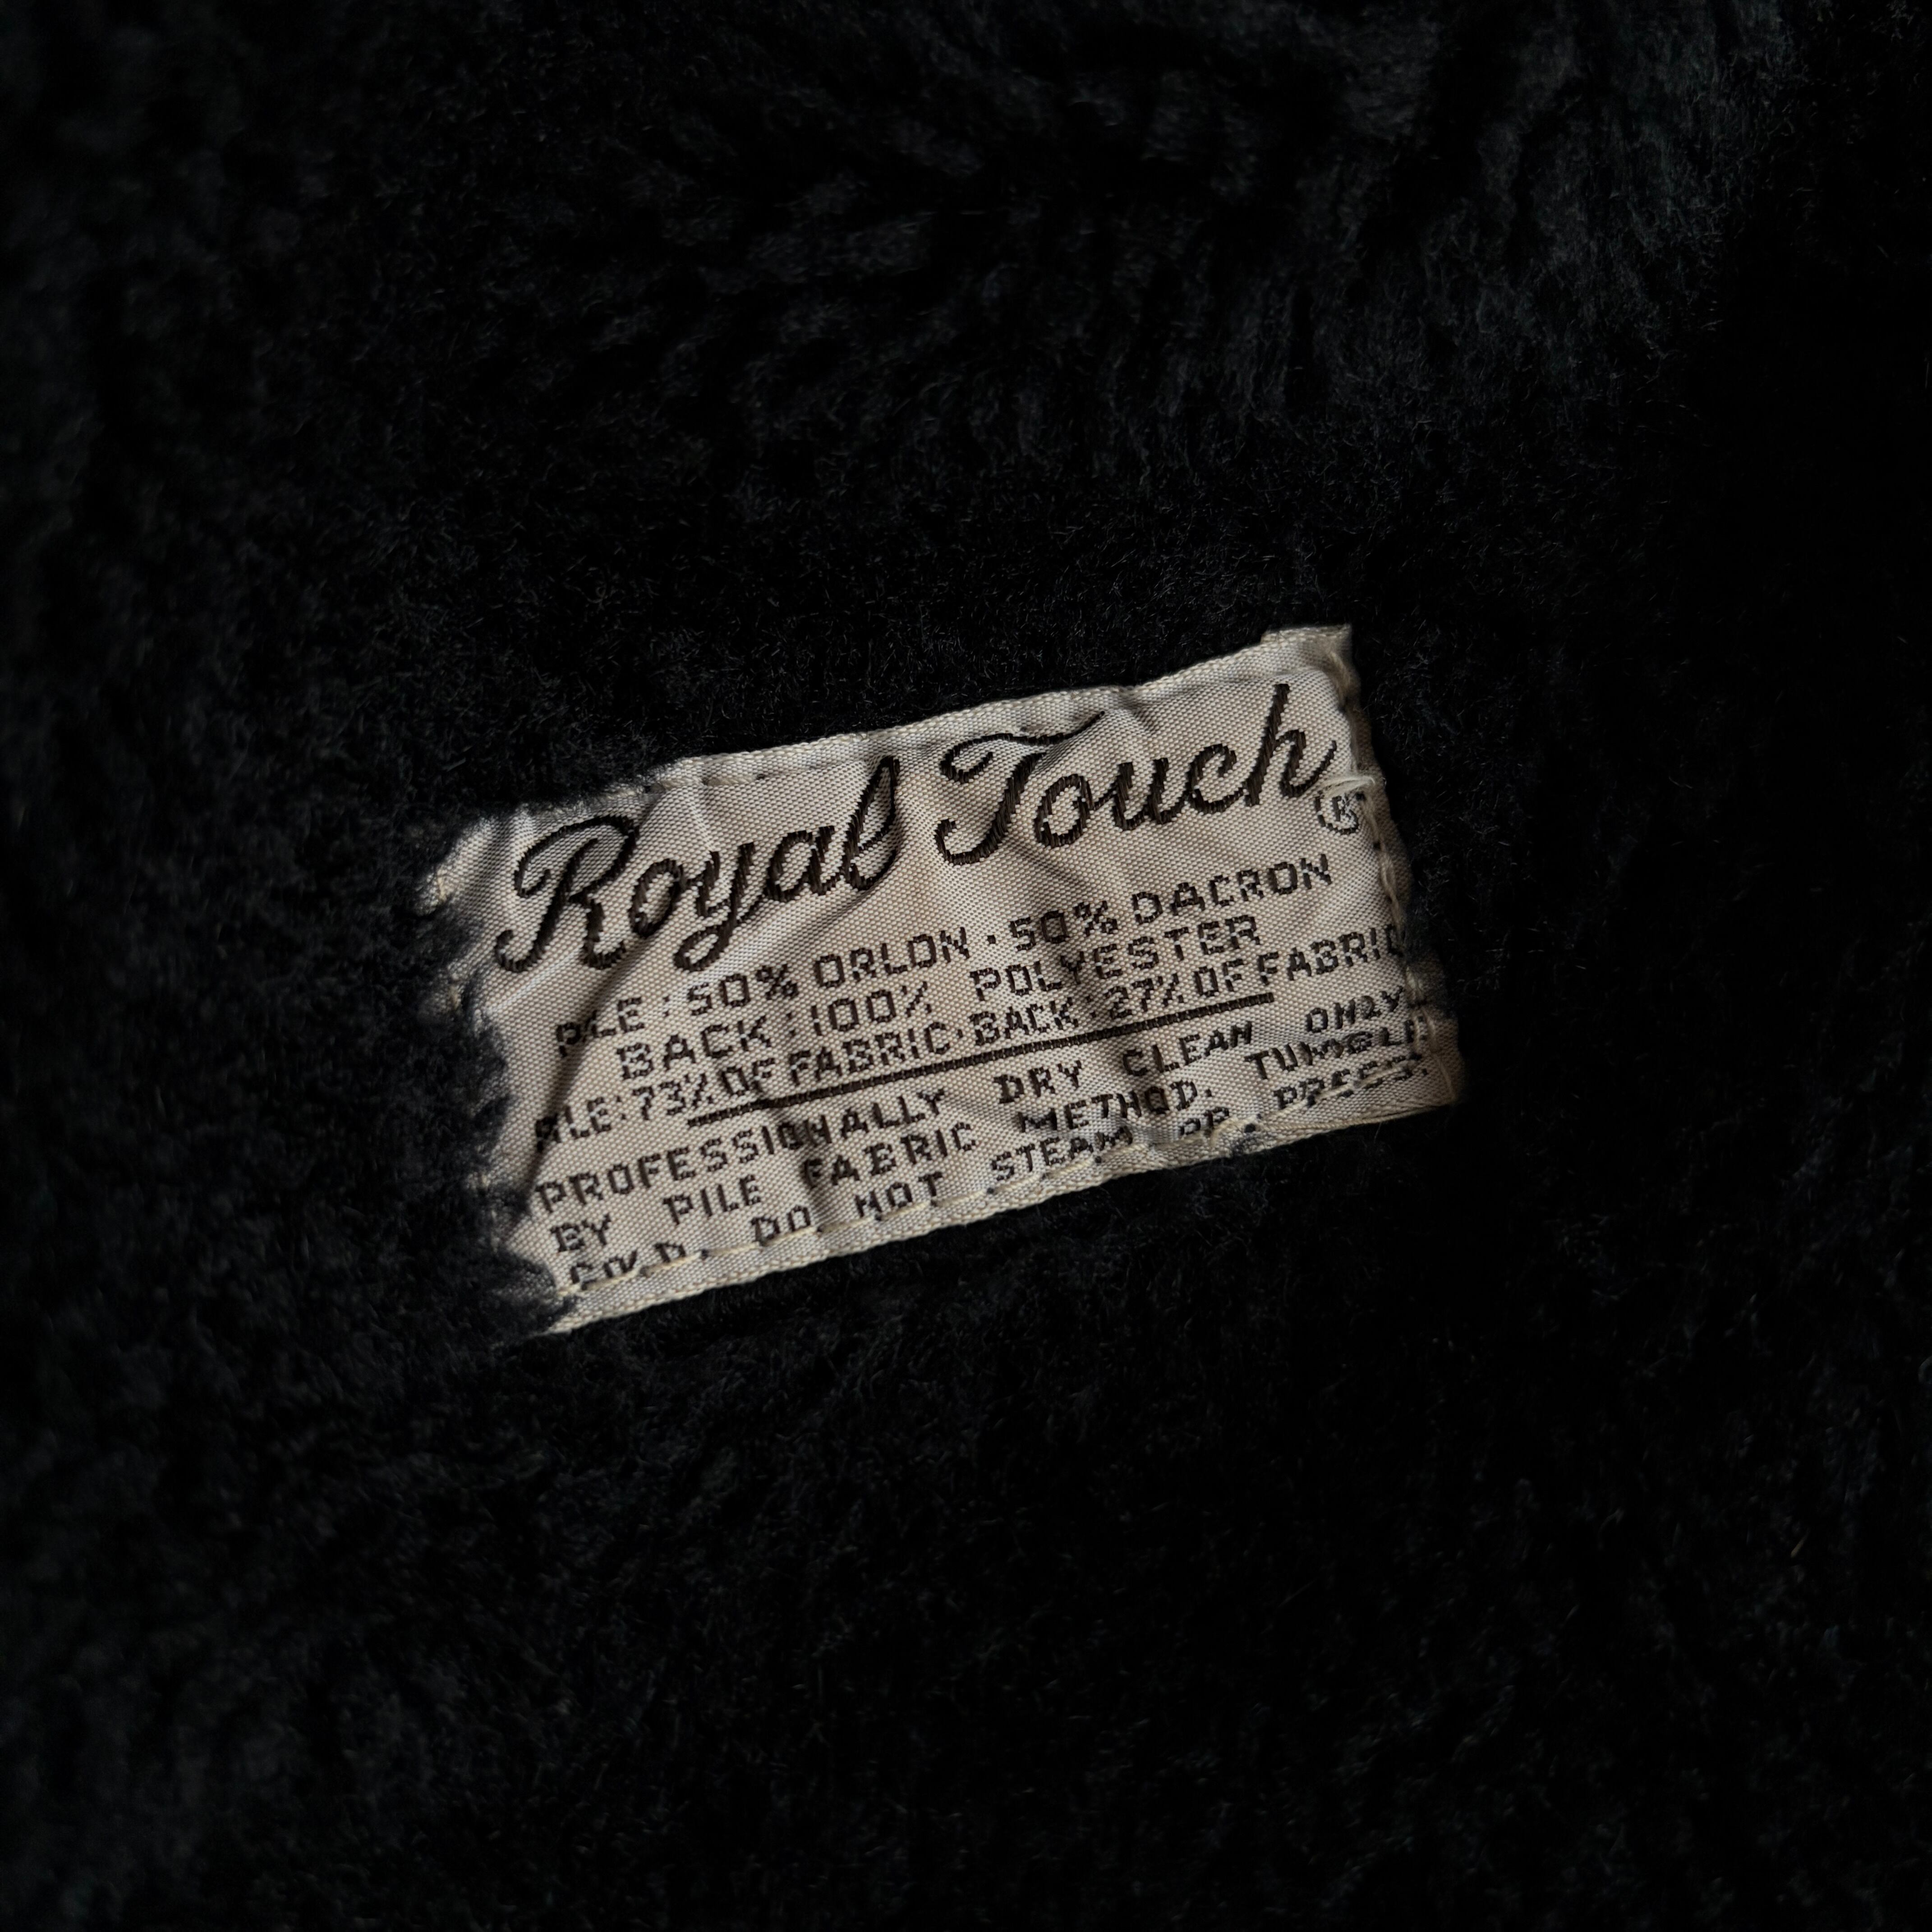 Royal Touch ®
PILE : 50% ORLON · 50% DACRON
BACK : 100% POLYESTER
PILE : 73% OF FABRIC · BACK : 27% OF FABRIC
PROFESSIONALLY DRY CLEAN ONLY
BY PILE FABRIC METHOD. TUMBLE
COLD. DO NOT STEAM OR PRESS.